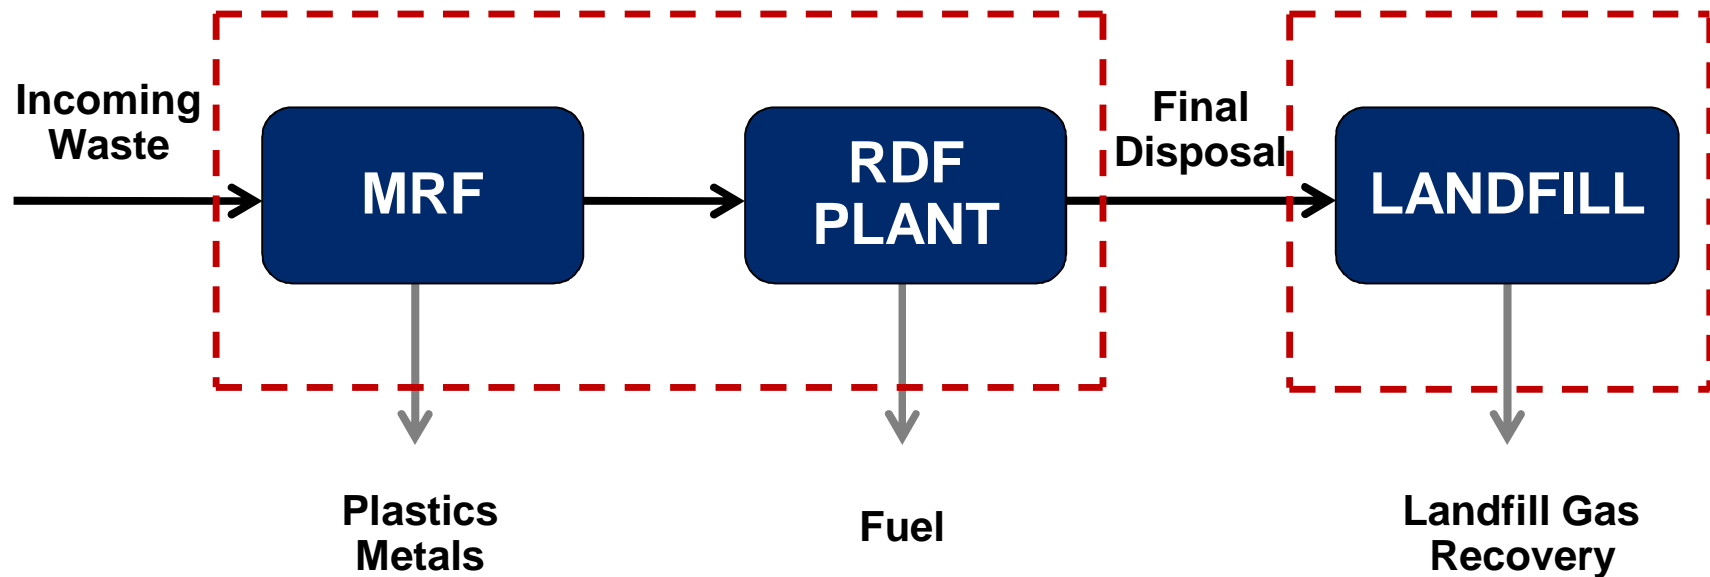 Incoming
Waste
MRF
RDF
PLANT
Final
Disposal
LANDFILL
Plastics
Metals
Fuel
Landfill Gas
Recovery